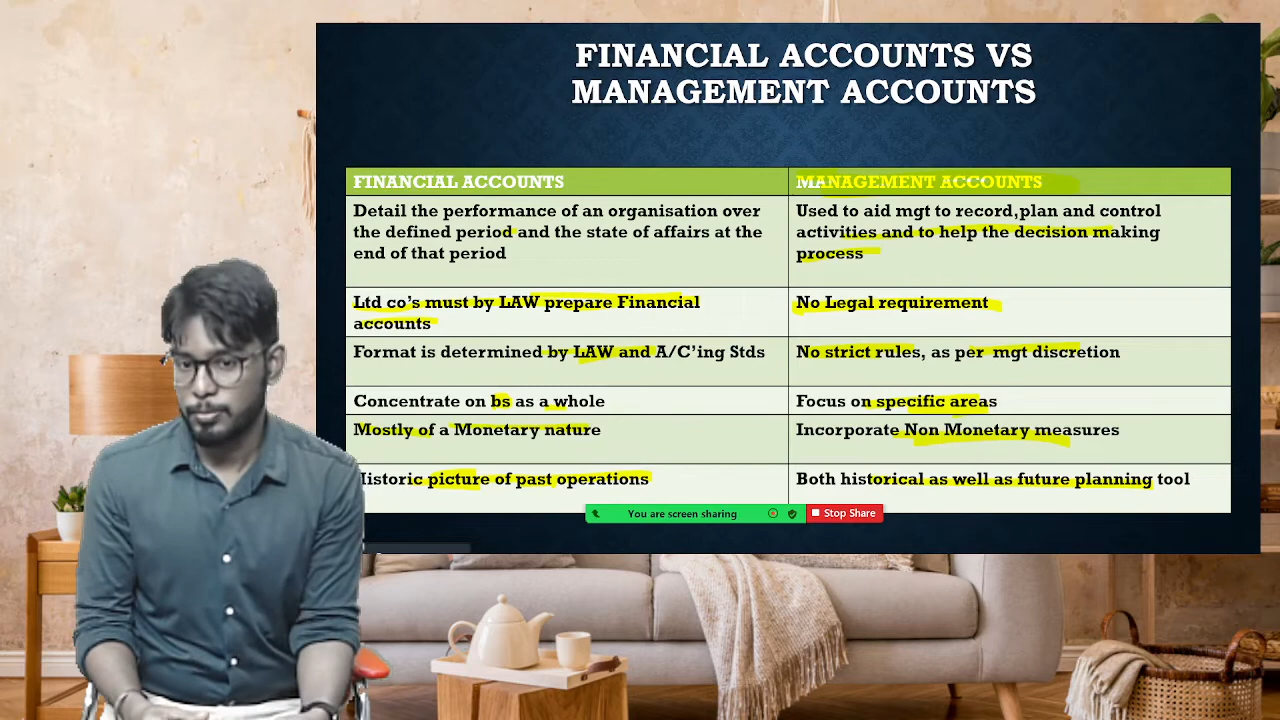 FINANCIAL ACCOUNTS VS
MANAGEMENT ACCOUNTS
FINANCIAL ACCOUNTS
MANAGEMENT ACCOUNTS
Detail the performance of an organisation over
the defined period and the state of affairs at the
end of that period
Used to aid mgt to record,plan and control
activities and to help the decision making
process
Ltd co's must by LAW prepare Financial
accounts
No Legal requirement
Format is determined by LAW and A/C'ing Stds
No strict rules, as per mgt discretion
Concentrate on bs as a whole
Focus on specific areas
Mostly of a Monetary nature
Incorporate Non Monetary measures
Historic picture of past operations
Both historical as well as future planning tool
You are screen sharing
Stop Share